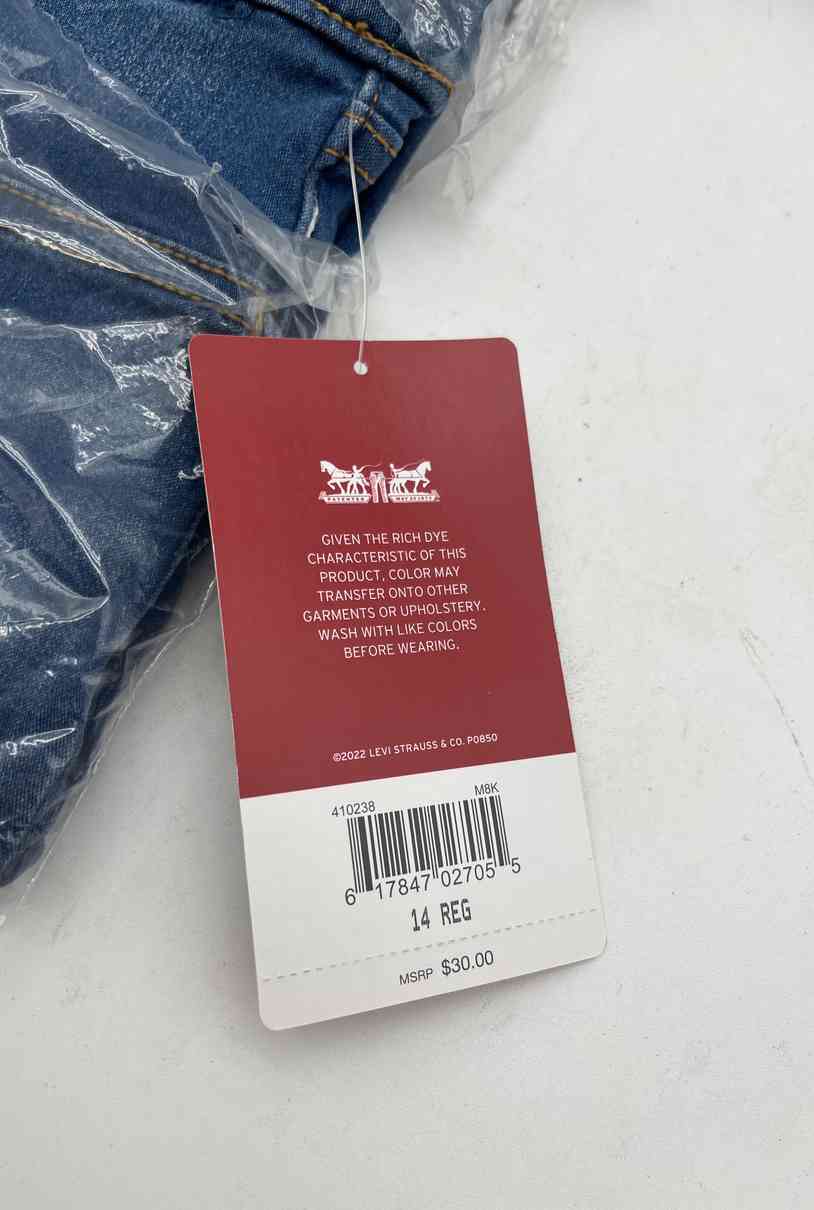 GIVEN THE RICH DYE
CHARACTERISTIC OF THIS
PRODUCT, COLOR MAY
TRANSFER ONTO OTHER
GARMENTS OR UPHOLSTERY.
WASH WITH LIKE COLORS
BEFORE WEARING.
©2022 LEVI STRAUSS & CO. P0850
410238 M8K
6 17847 02705 5
14 REG
MSRP $30.00